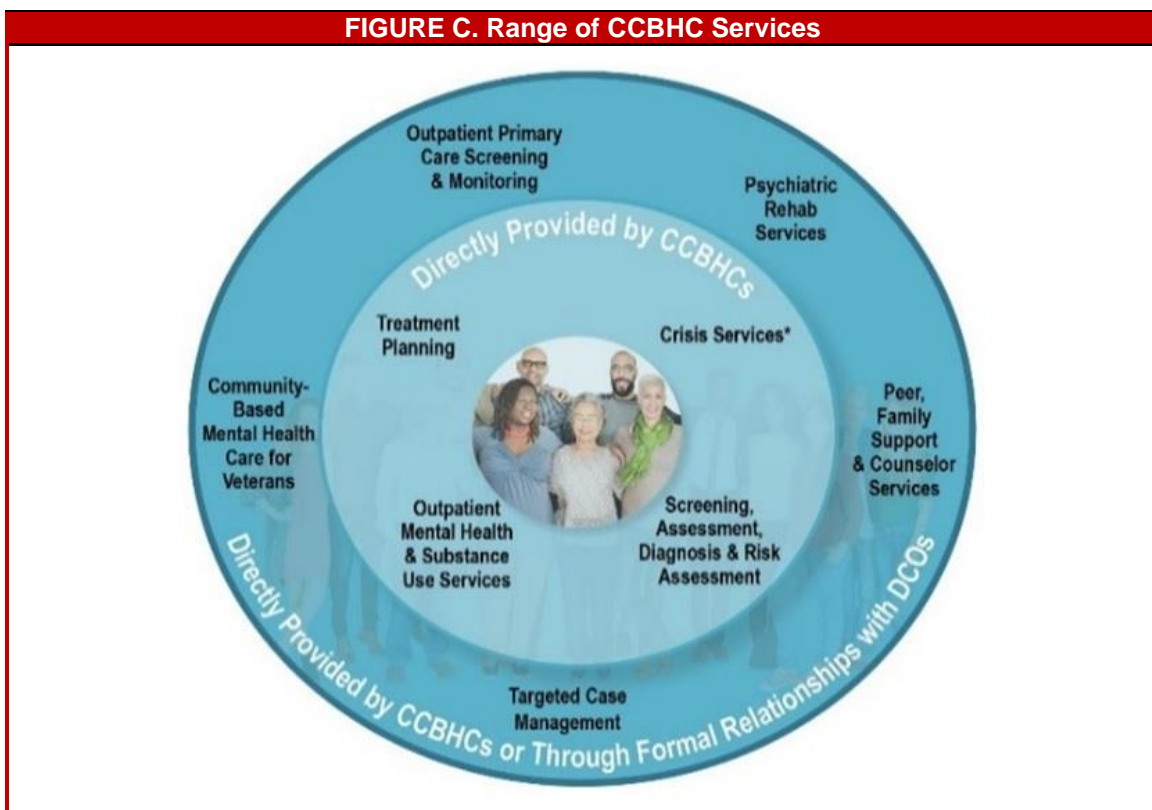 FIGURE C. Range of CCBHC Services
Outpatient Primary
Care Screening
& Monitoring
Psychiatric
Rehab
Services
Directly Provided by CCBHCs
Treatment
Planning
Crisis Services*
Community-
Based
Mental Health
Care for
Veterans
Peer,
Family
Support
& Counselor
Services
Outpatient
Mental Health
& Substance
Use Services
Screening,
Assessment,
Diagnosis & Risk
Assessment
Targeted Case
Management
Directly Provided by CCBHCs or Through Formal Relationships with DCOs